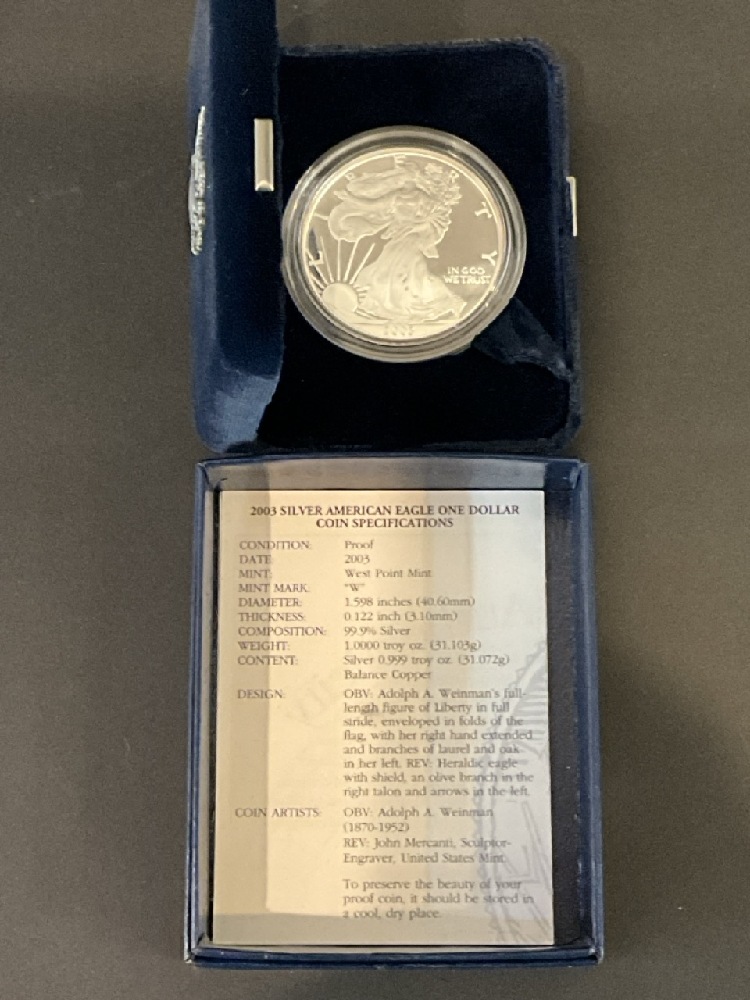 LIBERTY
IN GOD
WE TRUST
2003
2003 SILVER AMERICAN EAGLE ONE DOLLAR
COIN SPECIFICATIONS
CONDITION: Proof
DATE: 2003
MINT: West Point Mint
MINT MARK: "W"
DIAMETER: 1.598 inches (40.60mm)
THICKNESS: 0.122 inch (3.10mm)
COMPOSITION: 99.9% Silver
WEIGHT: 1.0000 troy oz. (31.103g)
CONTENT: Silver 0.999 troy oz. (31.072g)
Balance Copper
DESIGN: OBV: Adolph A. Weinman's full-
length figure of Liberty in full
stride, enveloped in folds of the
flag, with her right hand extended
and branches of laurel and oak
in her left. REV: Heraldic eagle
with shield, an olive branch in the
right talon and arrows in the left.
COIN ARTISTS: OBV: Adolph A. Weinman
(1870-1952)
REV: John Mercanti, Sculptor-
Engraver, United States Mint.
To preserve the beauty of your
proof coin, it should be stored in
a cool, dry place.